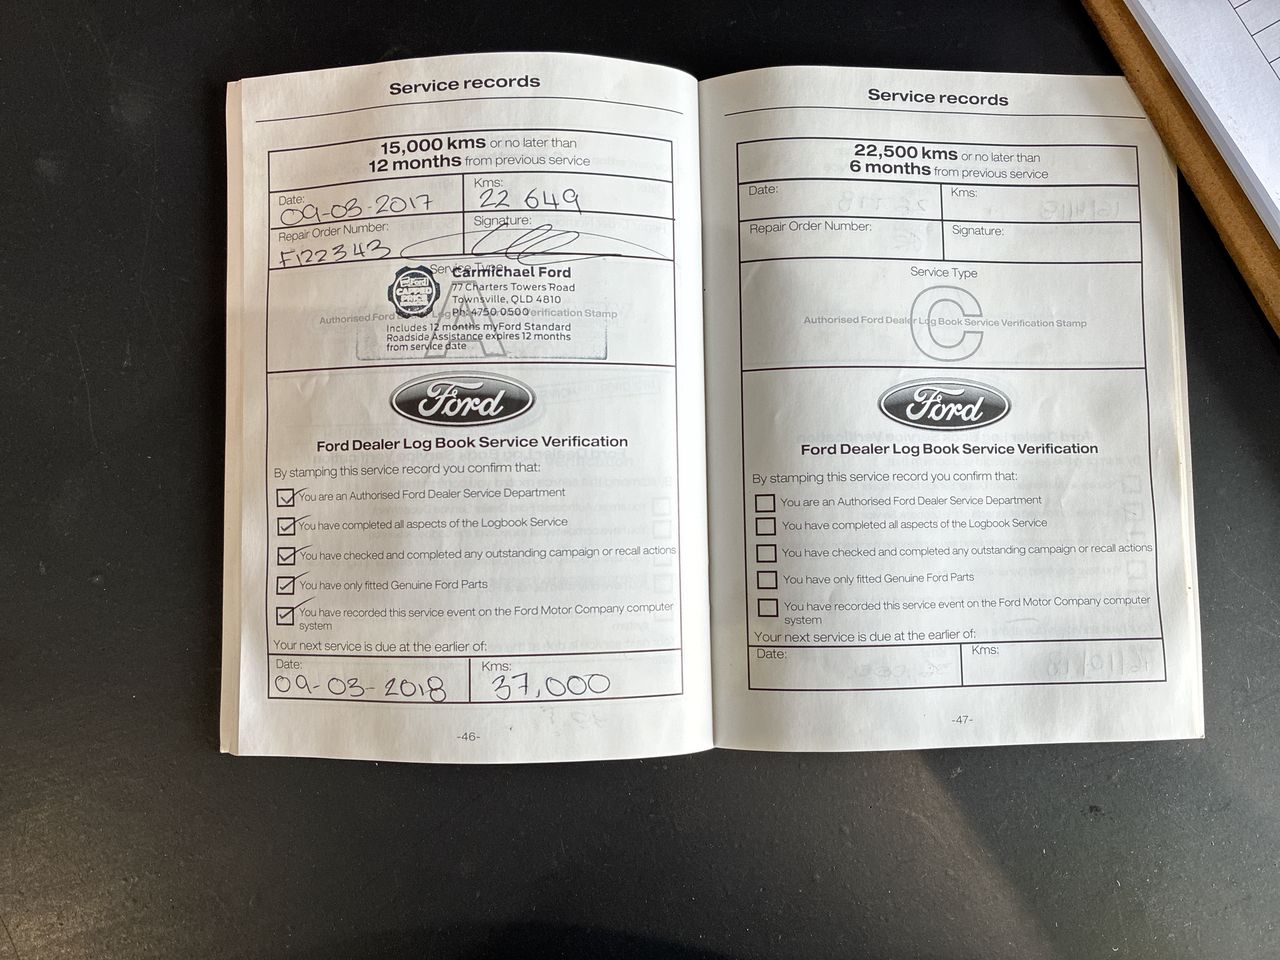 Service records
15,000 kms or no later than
12 months from previous service
Date:
09-03-2017
Kms:
22 649
Repair Order Number:
F122343
Signature:
Service Type
A
Authorised Ford Dealer Log Book Service Verification Stamp
Ford
CAPPED
PRICE
Carmichael Ford
77 Charters Towers Road
Townsville, QLD 4810
Ph: 4750 0500
Includes 12 months myFord Standard
Roadside Assistance expires 12 months
from service date
Ford
Ford Dealer Log Book Service Verification
By stamping this service record you confirm that:
You are an Authorised Ford Dealer Service Department
You have completed all aspects of the Logbook Service
You have checked and completed any outstanding campaign or recall actions
You have only fitted Genuine Ford Parts
You have recorded this service event on the Ford Motor Company computer
system
Your next service is due at the earlier of:
Date:
09-03-2018
Kms:
37,000
-46-
Service records
22,500 kms or no later than
6 months from previous service
Date:
Kms:
Repair Order Number:
Signature:
Service Type
C
Authorised Ford Dealer Log Book Service Verification Stamp
Ford
Ford Dealer Log Book Service Verification
By stamping this service record you confirm that:
You are an Authorised Ford Dealer Service Department
You have completed all aspects of the Logbook Service
You have checked and completed any outstanding campaign or recall actions
You have only fitted Genuine Ford Parts
You have recorded this service event on the Ford Motor Company computer
system
Your next service is due at the earlier of:
Date:
Kms:
-47-